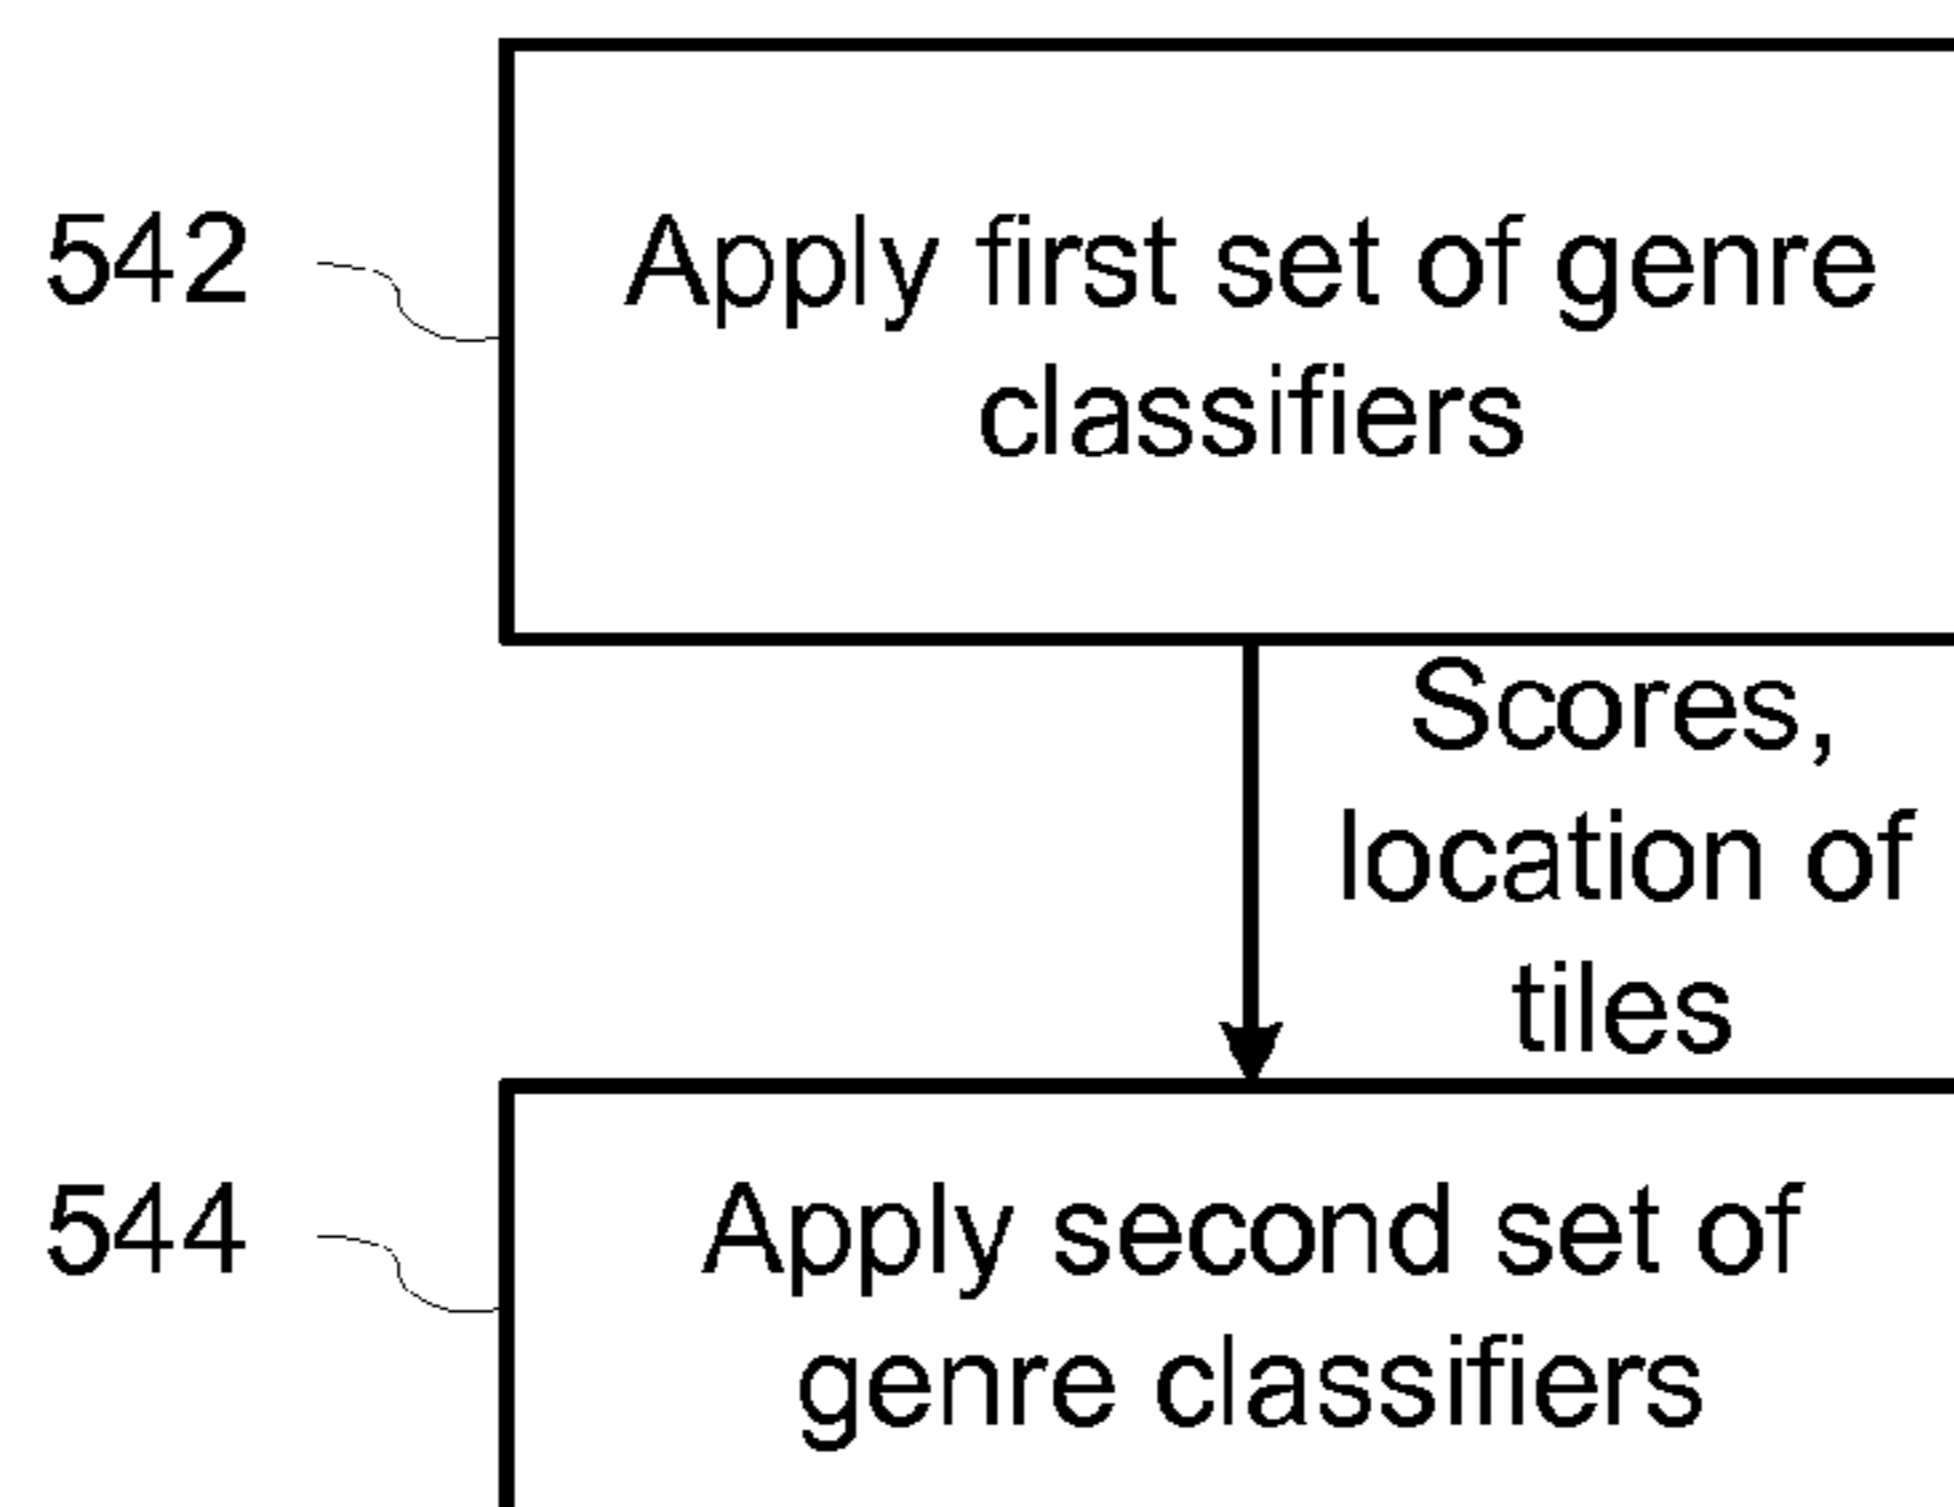 542
Apply first set of genre
classifiers
Scores,
location of
tiles
544
Apply second set of
genre classifiers